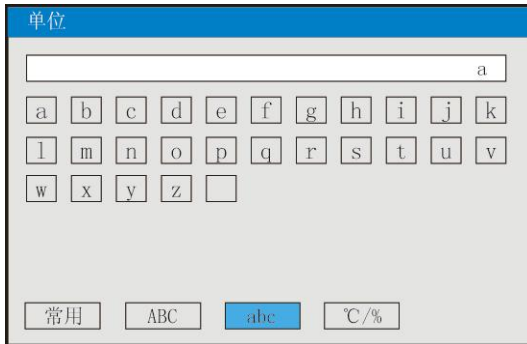 单位
a
a b c d e f g h i j k
l m n o p q r s t u v
w x y z
常用 ABC abc ℃/%